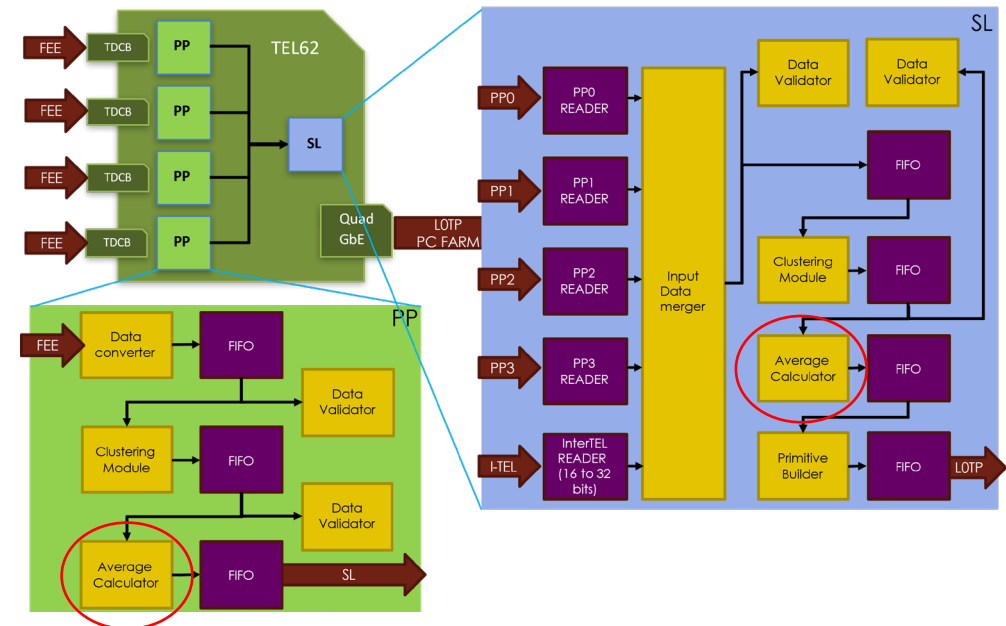 FEE
TDCB
PP
TEL62
FEE
TDCB
PP
SL
FEE
TDCB
PP
FEE
TDCB
PP
Quad
GbE
L0TP
PC FARM
PP
FEE
Data
converter
FIFO
Data
Validator
Clustering
Module
FIFO
Data
Validator
Average
Calculator
FIFO
SL
SL
PP0
PP0
READER
PP1
PP1
READER
PP2
PP2
READER
PP3
PP3
READER
I-TEL
InterTEL
READER
(16 to 32
bits)
Input
Data
merger
Data
Validator
Data
Validator
FIFO
Clustering
Module
FIFO
Average
Calculator
FIFO
Primitive
Builder
FIFO
L0TP